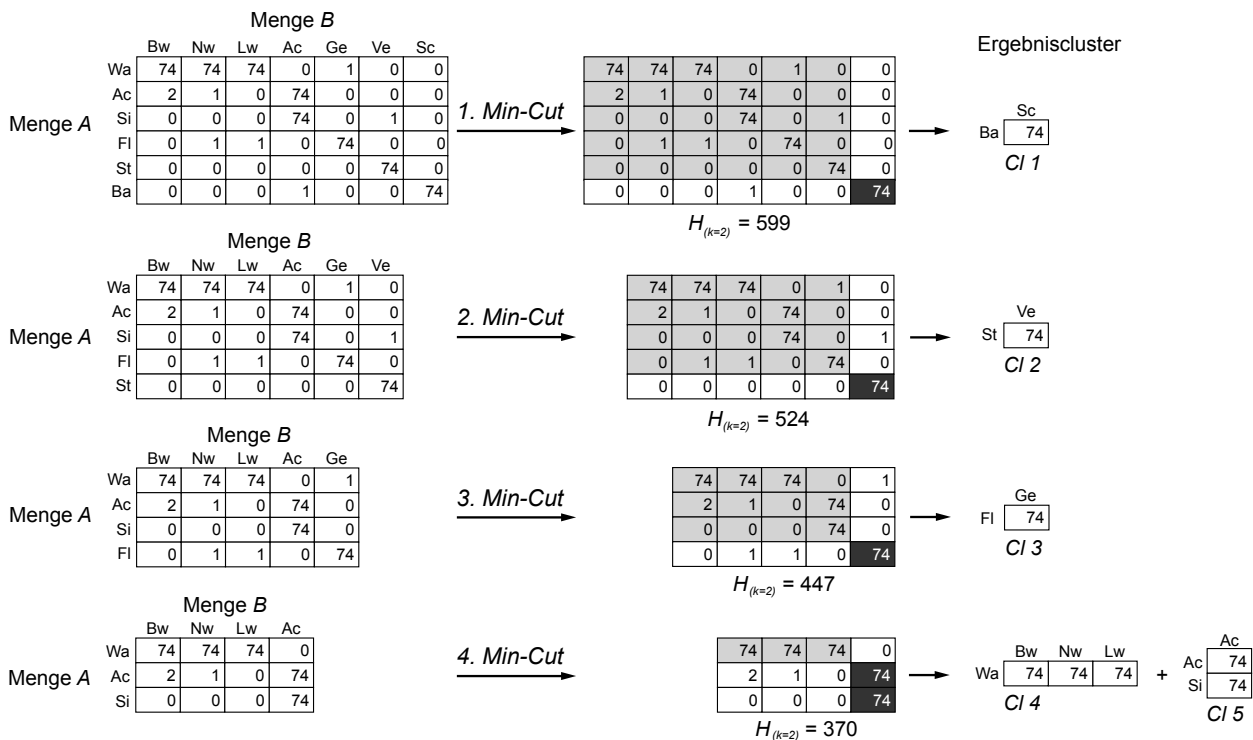 Menge B
Bw Nw Lw Ac Ge Ve Sc
Ergebniscluster
Wa 74 74 74 0 1 0 0
74 74 74 0 1 0 0
Ac 2 1 0 74 0 0 0
2 1 0 74 0 0 0
Menge A
Si 0 0 0 74 0 1 0
1. Min-Cut
0 0 0 74 0 1 0
Fl 0 1 1 0 74 0 0
0 1 1 0 74 0 0
St 0 0 0 0 0 74 0
0 0 0 0 0 74 0
Ba 0 0 0 1 0 0 74
0 0 0 1 0 0 74
H(k=2) = 599
Sc
Ba 74
Cl 1
Menge B
Bw Nw Lw Ac Ge Ve
Wa 74 74 74 0 1 0
74 74 74 0 1 0
Ac 2 1 0 74 0 0
2 1 0 74 0 0
Menge A
Si 0 0 0 74 0 1
2. Min-Cut
0 0 0 74 0 1
Fl 0 1 1 0 74 0
0 1 1 0 74 0
St 0 0 0 0 0 74
0 0 0 0 0 74
H(k=2) = 524
Ve
St 74
Cl 2
Menge B
Bw Nw Lw Ac Ge
Wa 74 74 74 0 1
74 74 74 0 1
Menge A
Ac 2 1 0 74 0
3. Min-Cut
2 1 0 74 0
Si 0 0 0 74 0
0 0 0 74 0
Fl 0 1 1 0 74
0 1 1 0 74
H(k=2) = 447
Ge
Fl 74
Cl 3
Menge B
Bw Nw Lw Ac
Wa 74 74 74 0
74 74 74 0
Menge A
Ac 2 1 0 74
4. Min-Cut
2 1 0 74
Si 0 0 0 74
0 0 0 74
H(k=2) = 370
Bw Nw Lw
Wa 74 74 74
Cl 4
+
Ac
Ac 74
Si 74
Cl 5